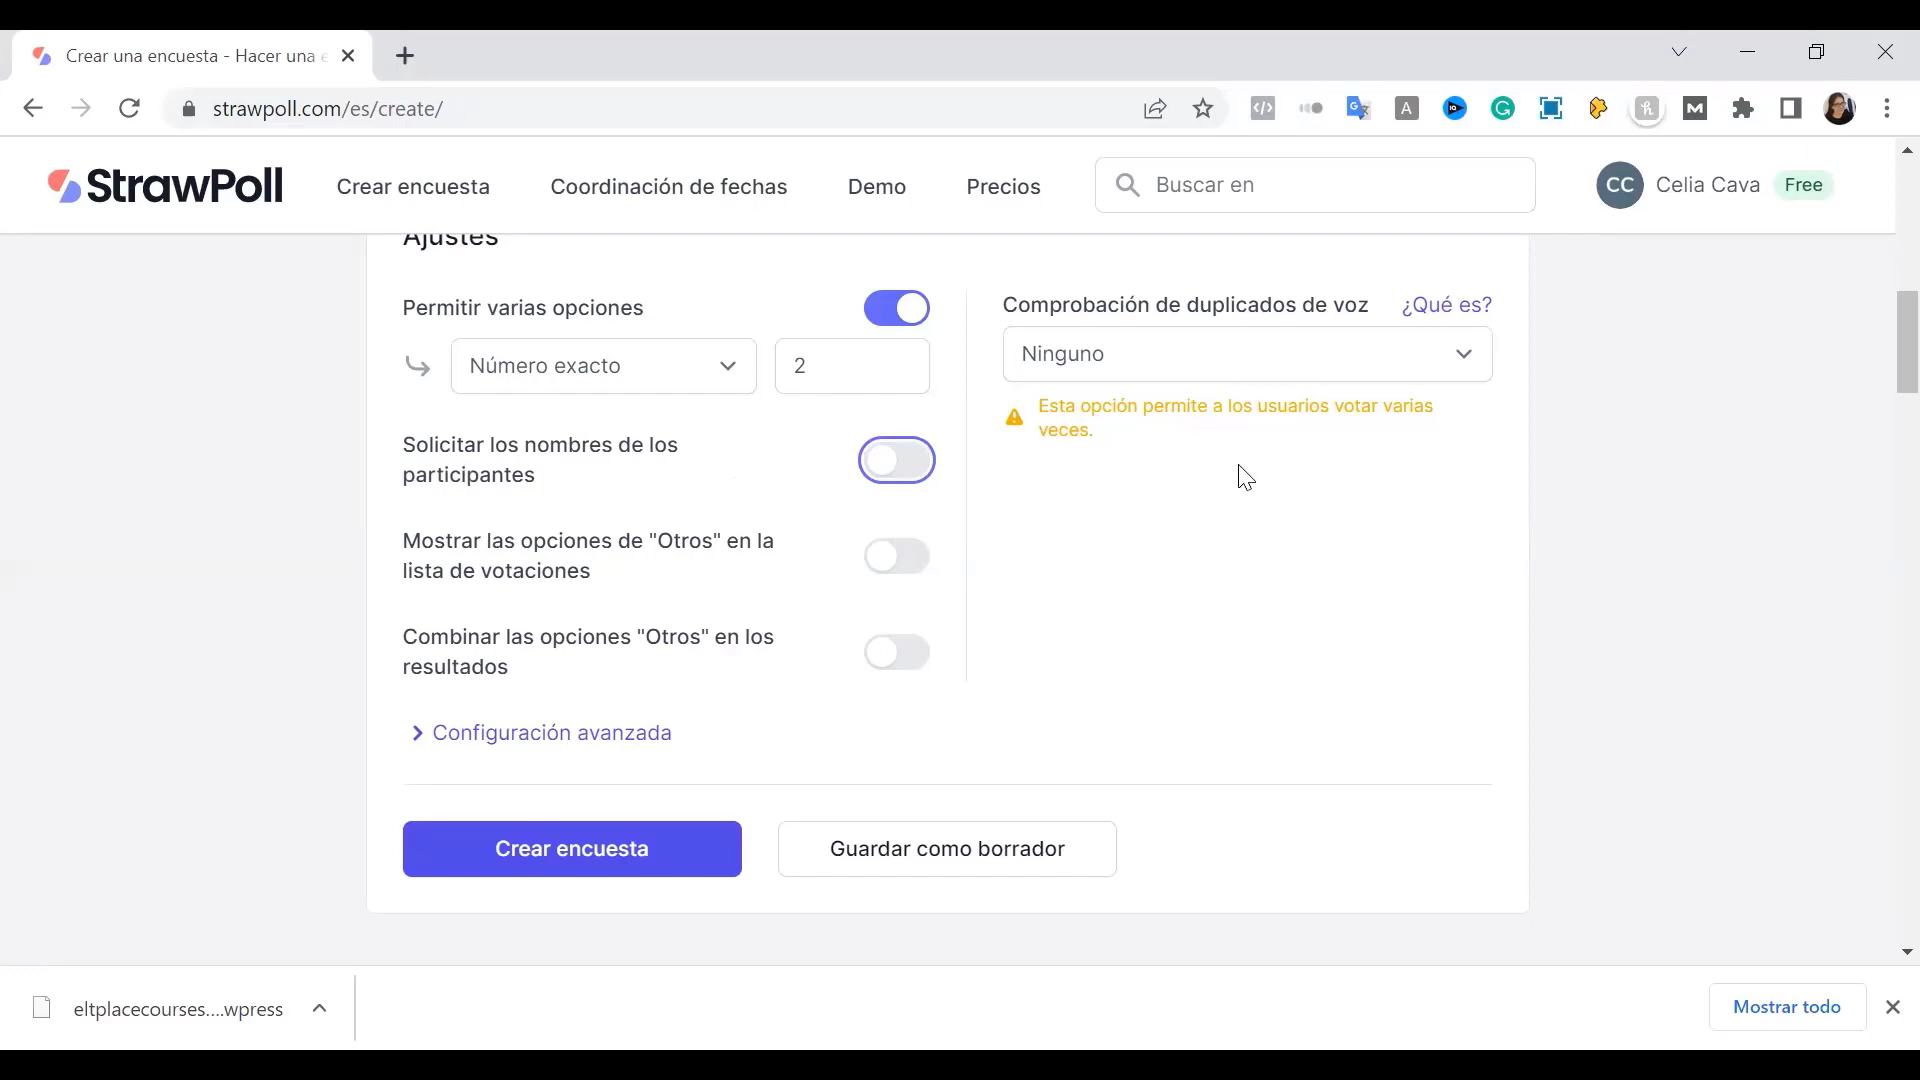 Crear una encuesta - Hacer una e
strawpoll.com/es/create/
StrawPoll
Crear encuesta
Coordinación de fechas
Demo
Precios
Buscar en
CC
Celia Cava
Free
Ajustes
Permitir varias opciones
Número exacto
2
Solicitar los nombres de los
participantes
Mostrar las opciones de "Otros" en la
lista de votaciones
Combinar las opciones "Otros" en los
resultados
Configuración avanzada
Comprobación de duplicados de voz
¿Qué es?
Ninguno
Esta opción permite a los usuarios votar varias
veces.
Crear encuesta
Guardar como borrador
eltplacecourses....wpress
Mostrar todo